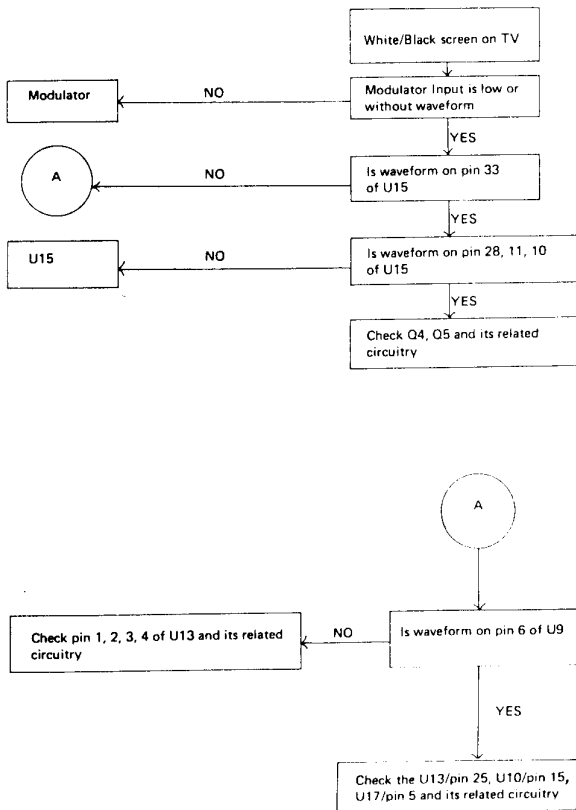 White/Black screen on TV
Modulator
NO
Modulator Input is low or
without waveform
YES
A
NO
Is waveform on pin 33
of U15
YES
U15
NO
Is waveform on pin 28, 11, 10
of U15
YES
Check Q4, Q5 and its related
circuitry
A
Check pin 1, 2, 3, 4 of U13 and its related
circuitry
NO
Is waveform on pin 6 of U9
YES
Check the U13/pin 25, U10/pin 15,
U17/pin 5 and its related circuitry